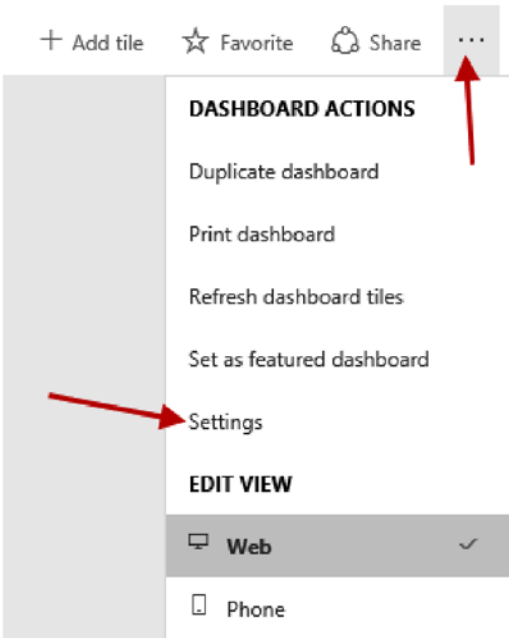 + Add tile Favorite Share ...
DASHBOARD ACTIONS
Duplicate dashboard
Print dashboard
Refresh dashboard tiles
Set as featured dashboard
Settings
EDIT VIEW
Web
Phone